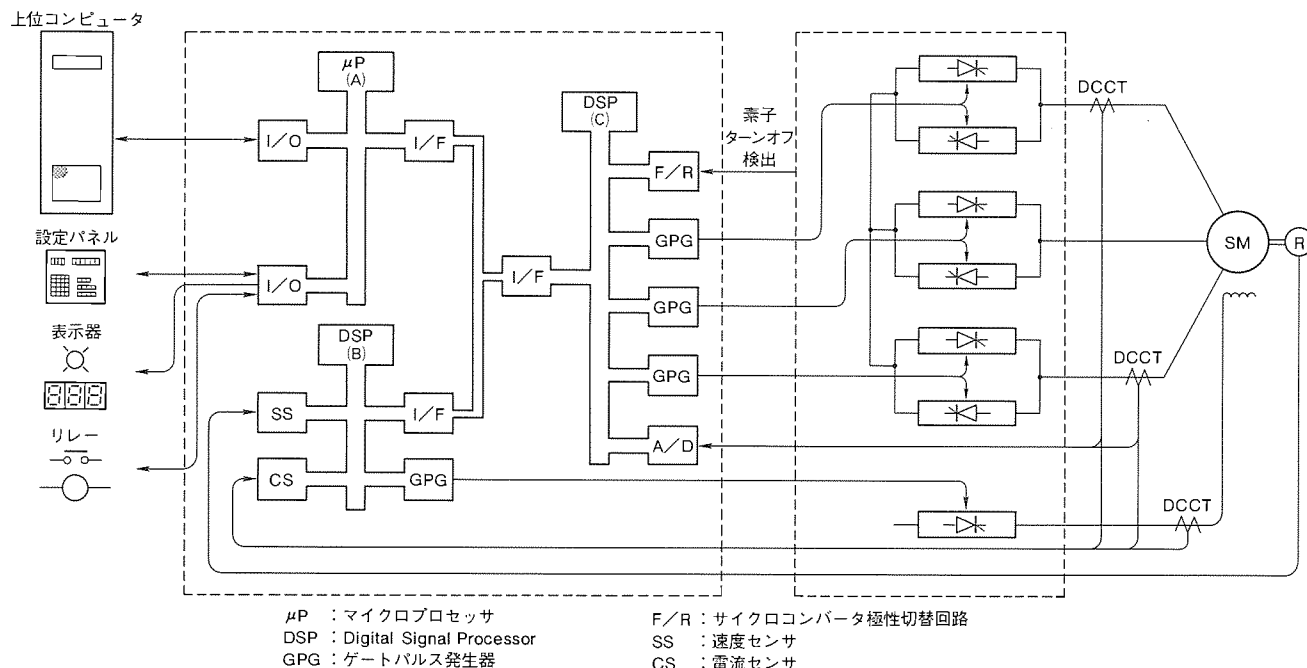 上位コンピュータ
μP
(A)
DSP
(C)
DCCT
素子
ターンオフ
検出
I/O
I/F
F/R
GPG
設定パネル
SM
R
I/O
I/F
GPG
表示器
DSP
(B)
DCCT
GPG
888
SS
I/F
リレー
A/D
CS
GPG
DCCT
μP :マイクロプロセッサ
DSP :Digital Signal Processor
GPG :ゲートパルス発生器
F/R :サイクロコンバータ極性切替回路
SS :速度センサ
CS :電流センサ